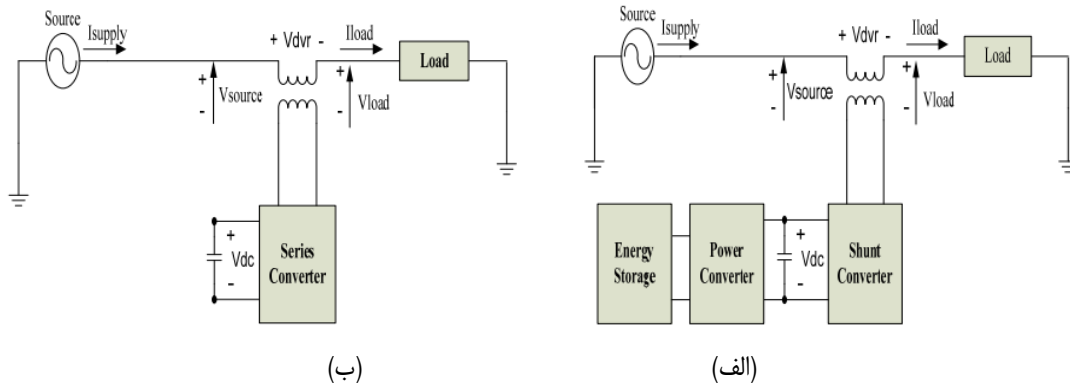 Source
Isupply
+ Vdvr -
Iload
Load
+
Vsource
-
+
Vload
-
+
Vdc
-
Series
Converter
(ب)
Source
Isupply
+ Vdvr -
Iload
Load
+
Vsource
-
+
Vload
-
Energy
Storage
Power
Converter
+
Vdc
-
Shunt
Converter
(الف)